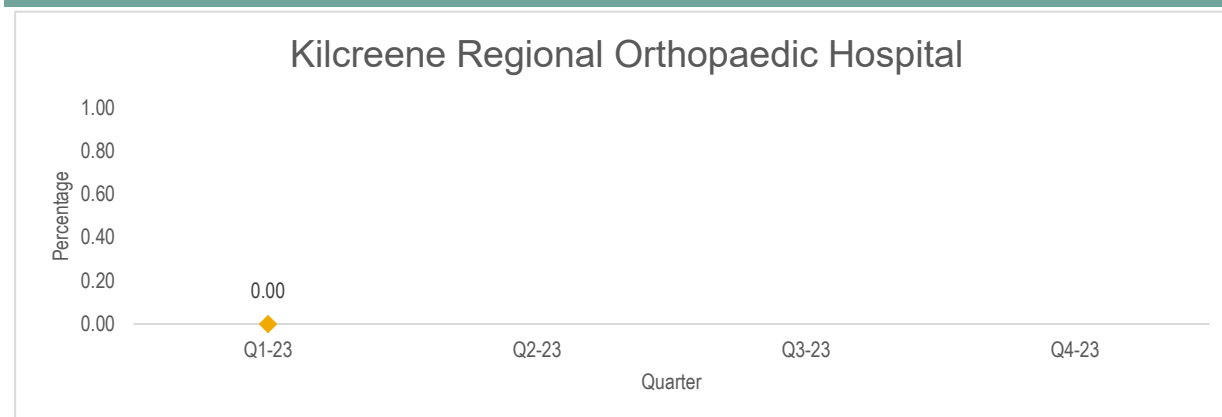 Kilcreene Regional Orthopaedic Hospital
1.00
0.80
0.60
0.40
0.20
0.00
Percentage
0.00
Q1-23 Q2-23 Q3-23 Q4-23
Quarter